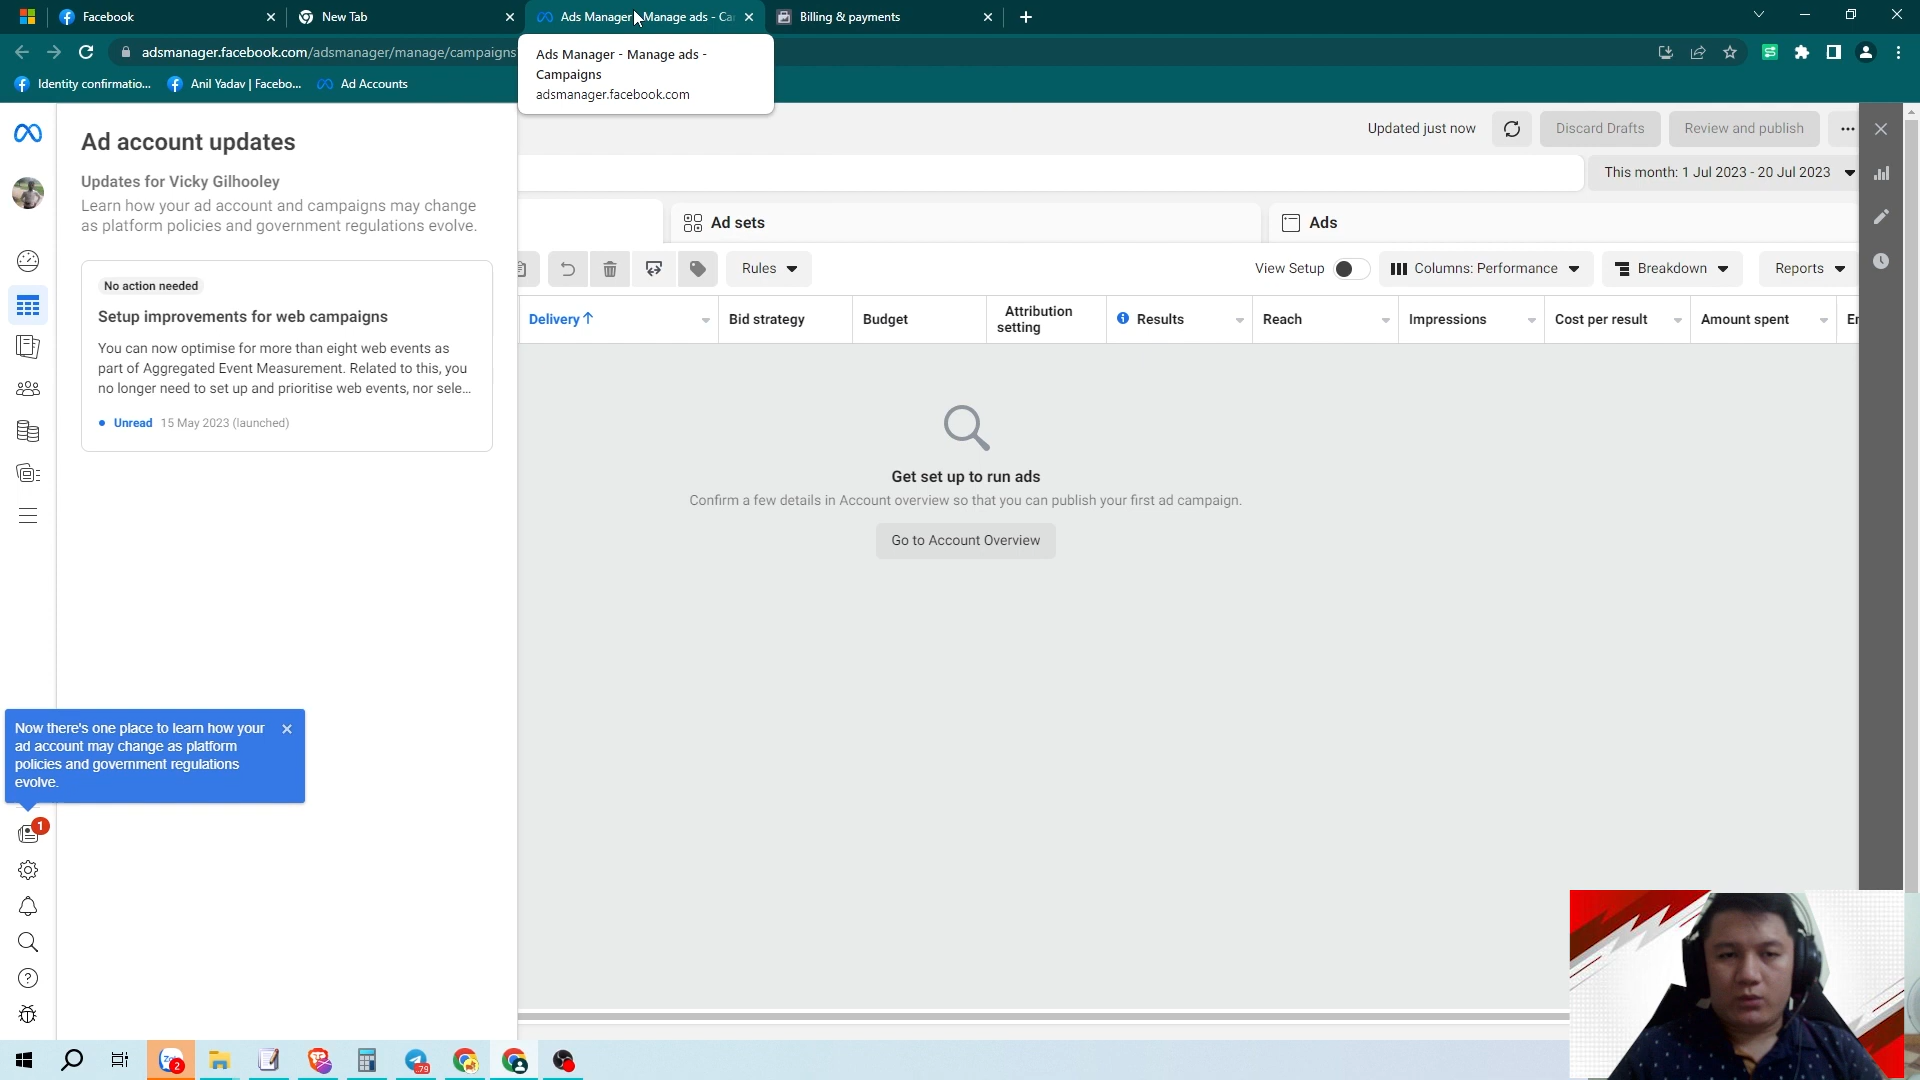 Facebook
New Tab
Ads Manager - Manage ads - Ca
Billing & payments
adsmanager.facebook.com/adsmanager/manage/campaigns
Ads Manager - Manage ads -
Campaigns
adsmanager.facebook.com
Identity confirmatio...
Anil Yadav | Facebo...
Ad Accounts
Ad account updates
Updates for Vicky Gilhooley
Learn how your ad account and campaigns may change
as platform policies and government regulations evolve.
No action needed
Setup improvements for web campaigns
You can now optimise for more than eight web events as
part of Aggregated Event Measurement. Related to this, you
no longer need to set up and prioritise web events, nor sele...
Unread 15 May 2023 (launched)
Updated just now
Discard Drafts
Review and publish
This month: 1 Jul 2023 - 20 Jul 2023
Ad sets
Ads
Rules
View Setup
Columns: Performance
Breakdown
Reports
Delivery
Bid strategy
Budget
Attribution
setting
Results
Reach
Impressions
Cost per result
Amount spent
Er
Get set up to run ads
Confirm a few details in Account overview so that you can publish your first ad campaign.
Go to Account Overview
Now there's one place to learn how your
ad account may change as platform
policies and government regulations
evolve.
1
2
79